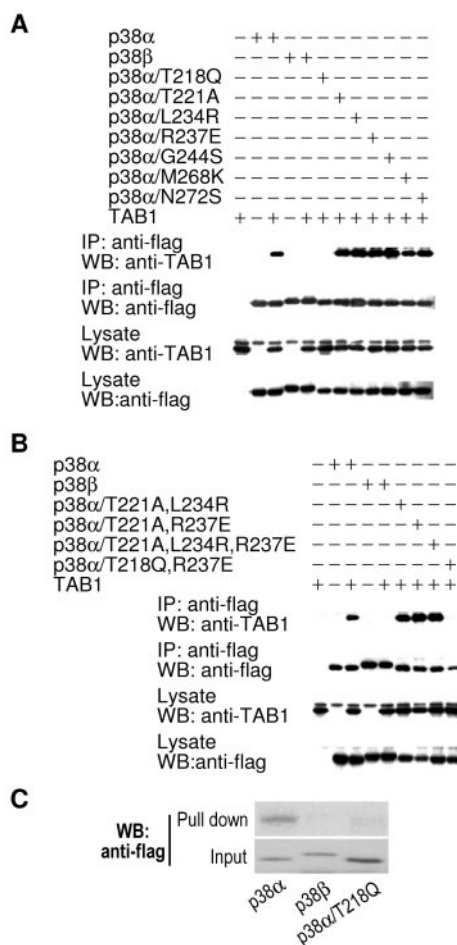 A
p38α − + + − − − − − − − − −
p38β − − − + + − − − − − − −
p38α/T218Q − − − − − + − − − − − −
p38α/T221A − − − − − − + − − − − −
p38α/L234R − − − − − − − + − − − −
p38α/R237E − − − − − − − − + − − −
p38α/G244S − − − − − − − − − + − −
p38α/M268K − − − − − − − − − − + −
p38α/N272S − − − − − − − − − − − +
TAB1 + − + − + + + + + + + +
IP: anti-flag
WB: anti-TAB1
IP: anti-flag
WB: anti-flag
Lysate
WB: anti-TAB1
Lysate
WB:anti-flag
B
p38α − + + − − − − − −
p38β − − − + + − − − −
p38α/T221A,L234R − − − − − + − − −
p38α/T221A,R237E − − − − − − + − −
p38α/T221A,L234R,R237E − − − − − − − + −
p38α/T218Q,R237E − − − − − − − − +
TAB1 + − + − + + + + +
IP: anti-flag
WB: anti-TAB1
IP: anti-flag
WB: anti-flag
Lysate
WB: anti-TAB1
Lysate
WB:anti-flag
C
WB:
anti-flag
Pull down
Input
p38α
p38β
p38α/T218Q